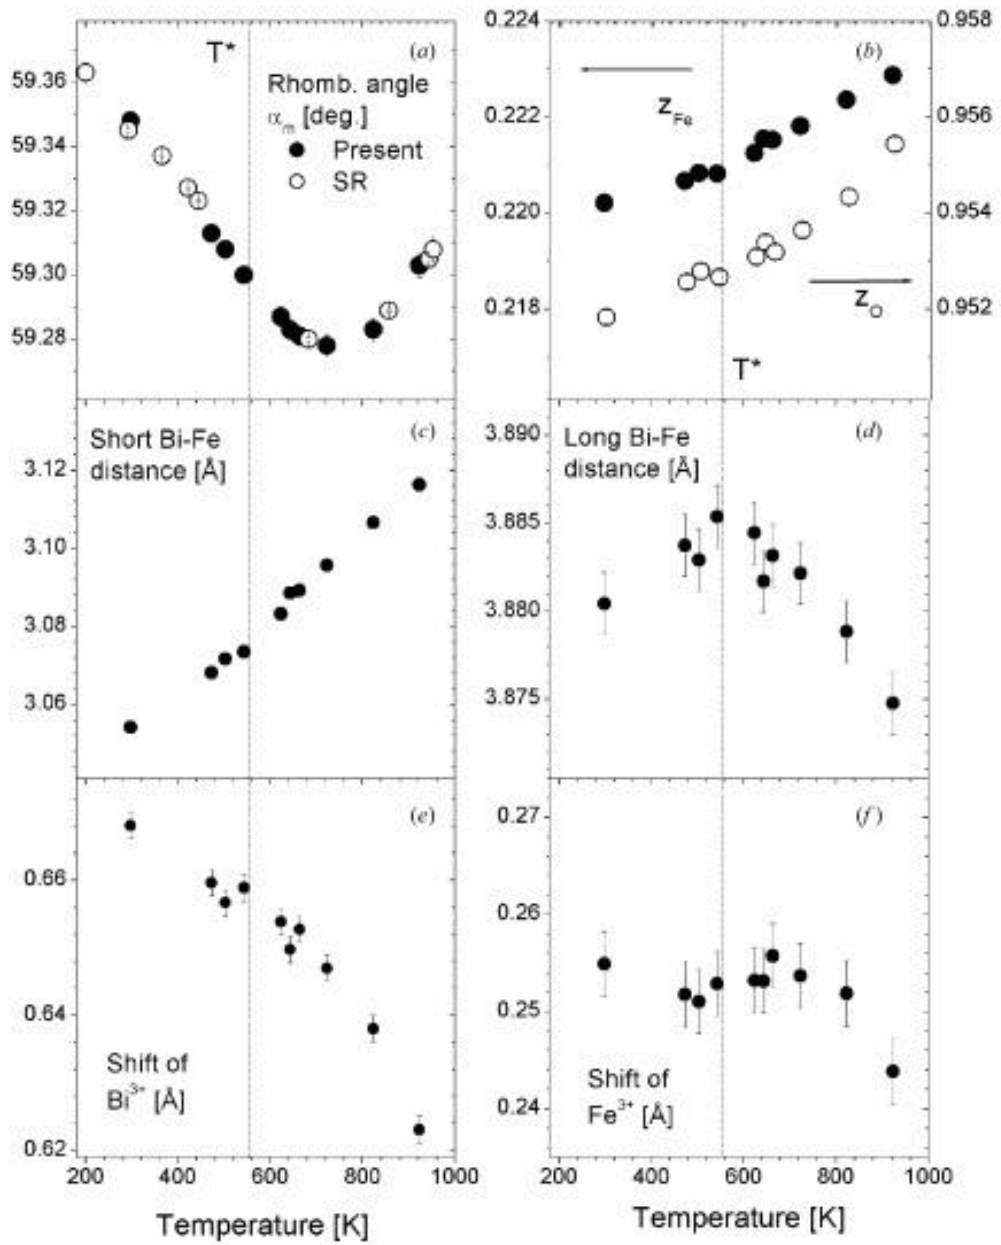 (a)
T*
Rhomb. angle
α_m [deg.]
Present
SR
59.36
59.34
59.32
59.30
59.28
(b)
z_Fe
z_O
T*
0.224
0.222
0.220
0.218
0.958
0.956
0.954
0.952
(c)
Short Bi-Fe
distance [Å]
3.12
3.10
3.08
3.06
(d)
Long Bi-Fe
distance [Å]
3.890
3.885
3.880
3.875
(e)
Shift of
Bi³⁺ [Å]
0.66
0.64
0.62
200 400 600 800 1000
Temperature [K]
(f)
Shift of
Fe³⁺ [Å]
0.27
0.26
0.25
0.24
200 400 600 800 1000
Temperature [K]